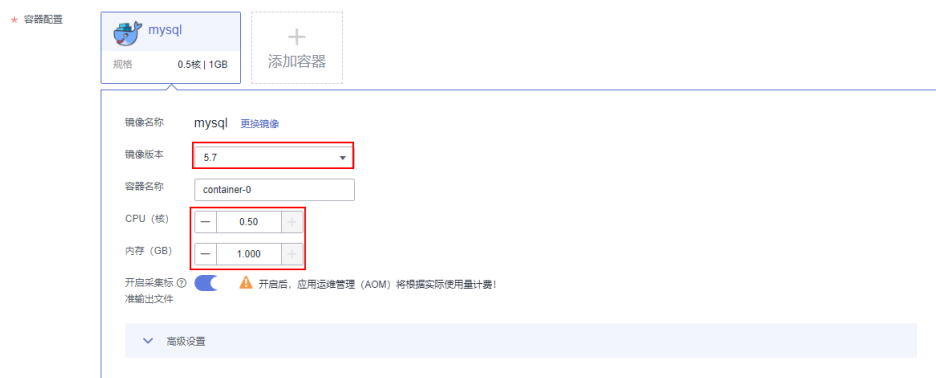 * 容器配置
mysql
规格 0.5核 | 1GB
添加容器
镜像名称 mysql 更换镜像
镜像版本 5.7
容器名称 container-0
CPU（核） 0.50
内存（GB） 1.000
开启采集标准输出文件 开启后，应用运维管理（AOM）将根据实际使用量计费！
高级设置